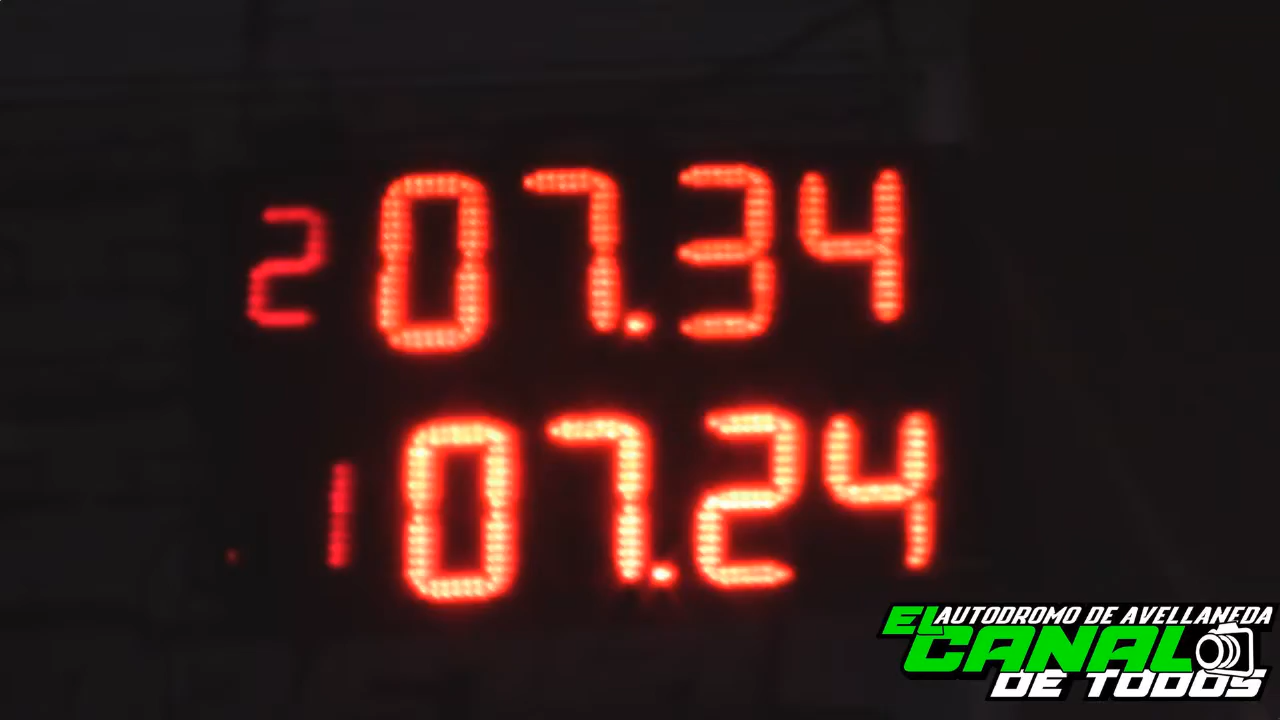 2 07.34
1 07.24
AUTODROMO DE AVELLANEDA
EL CANAL
DE TODOS